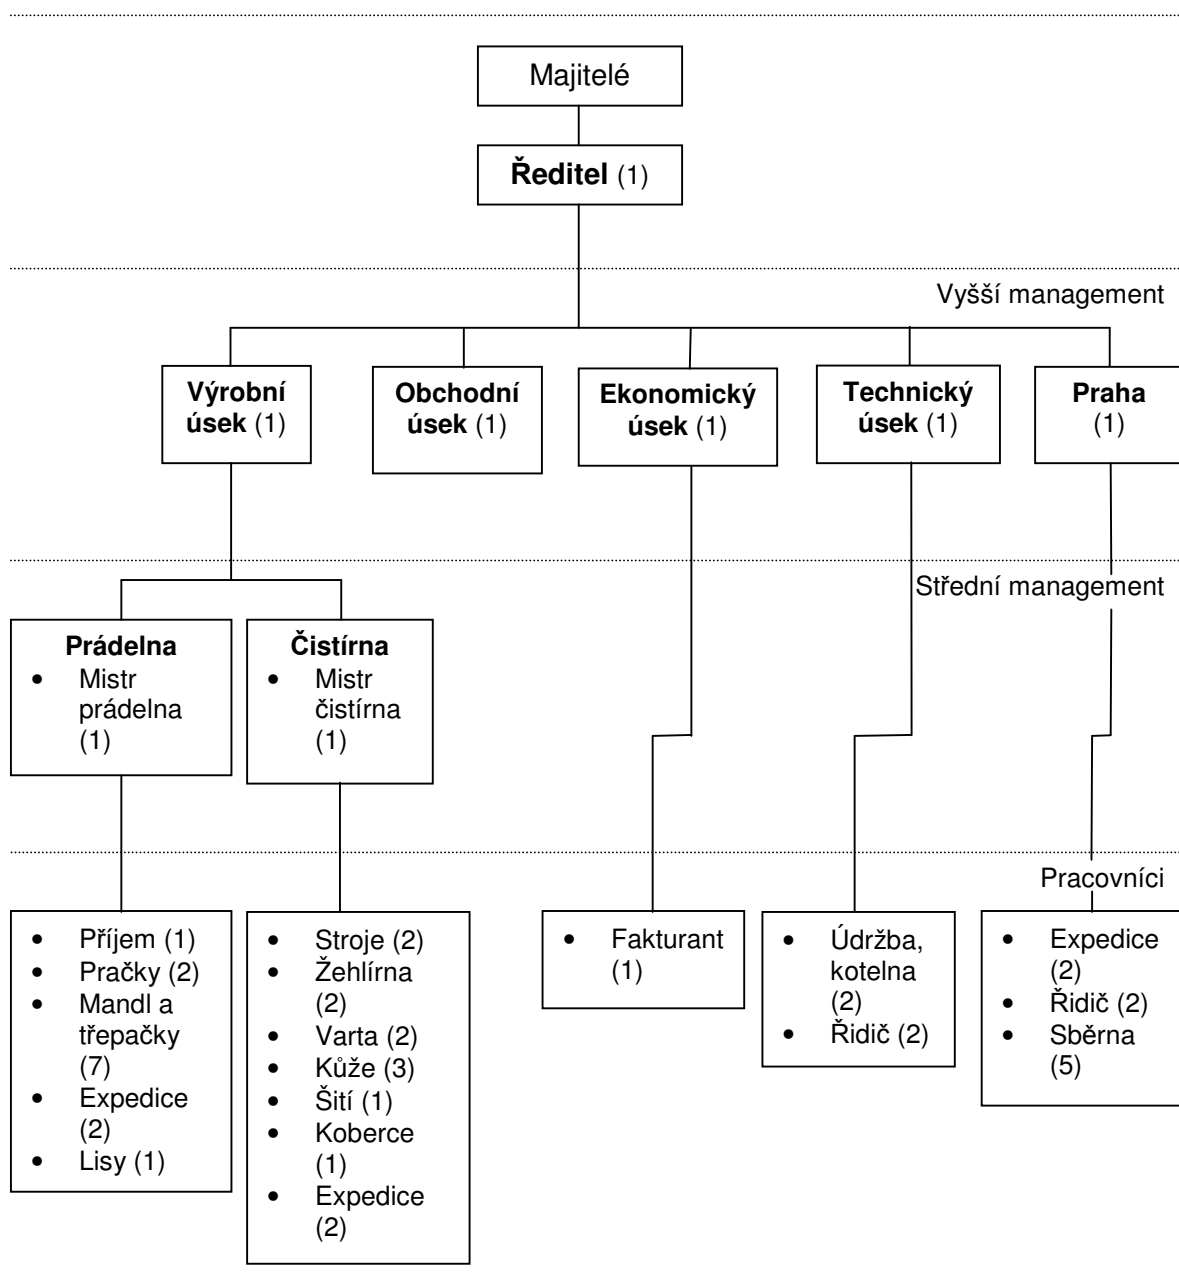 Majitelé
Ředitel (1)
Vyšší management
Výrobní
úsek (1)
Obchodní
úsek (1)
Ekonomický
úsek (1)
Technický
úsek (1)
Praha
(1)
Střední management
Prádelna
• Mistr
prádelna
(1)
Čistírna
• Mistr
čistírna
(1)
Pracovníci
• Příjem (1)
• Pračky (2)
• Mandl a
třepačky
(7)
• Expedice
(2)
• Lisy (1)
• Stroje (2)
• Žehlírna
(2)
• Varta (2)
• Kůže (3)
• Šití (1)
• Koberce
(1)
• Expedice
(2)
• Fakturant
(1)
• Údržba,
kotelna
(2)
• Řidič (2)
• Expedice
(2)
• Řidič (2)
• Sběrna
(5)